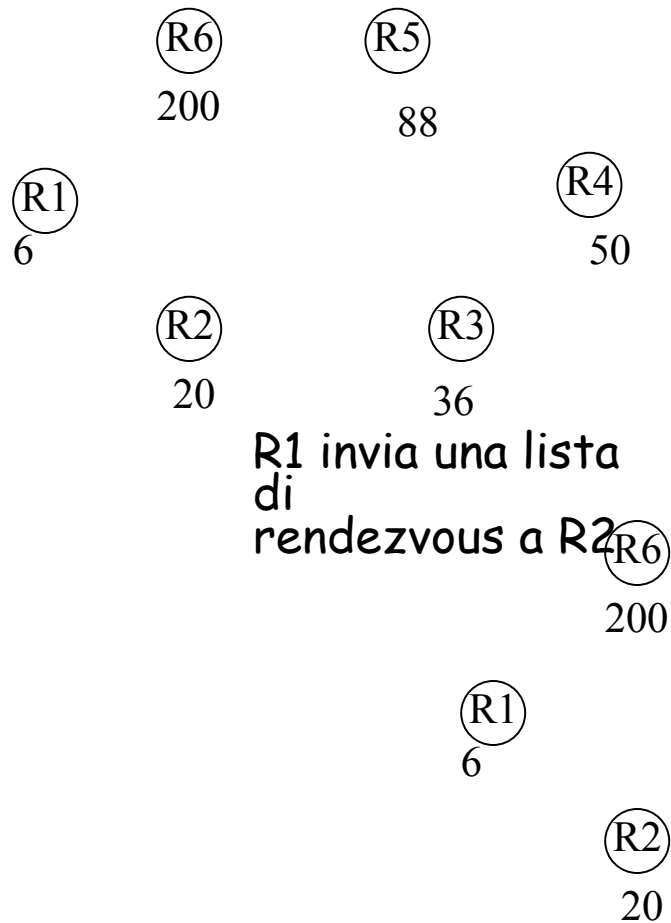 R6 R5
200 88
R1 R4
6 50
R2 R3
20 36
R1 invia una lista
di
rendezvous a R2
R6
200
R1
6
R2
20